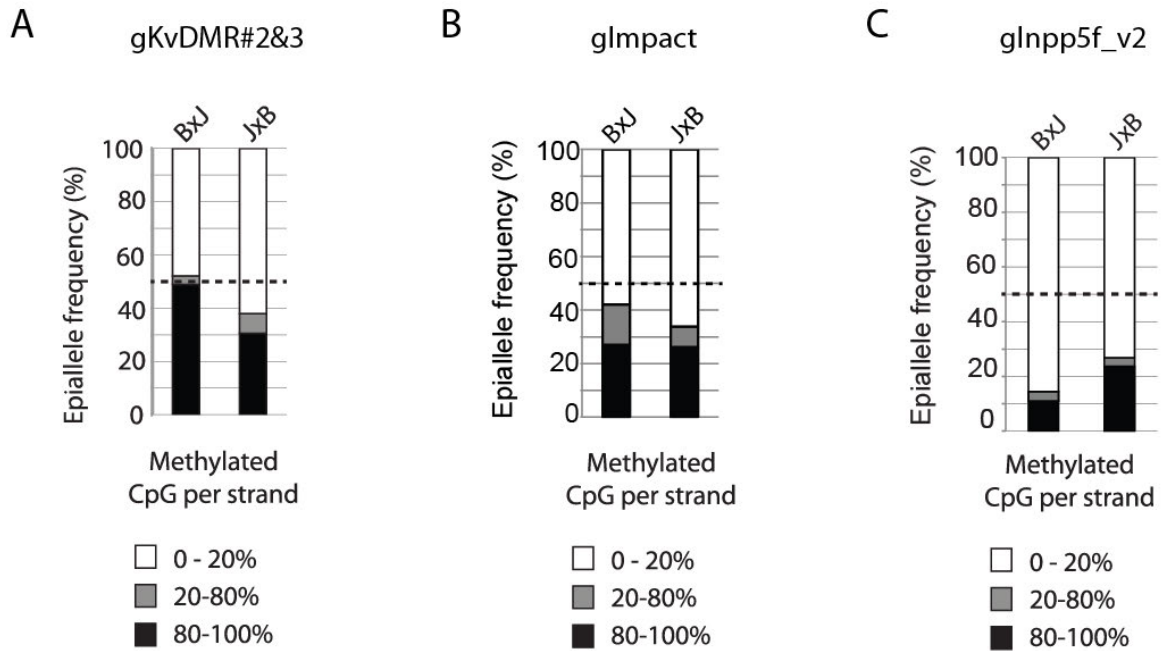 A
gKvDMR#2&3
BxJ
JxB
Epiallele frequency (%)
100
80
60
40
20
0
Methylated
CpG per strand
0 - 20%
20-80%
80-100%
B
gImpact
BxJ
JxB
Epiallele frequency (%)
100
80
60
40
20
0
Methylated
CpG per strand
0 - 20%
20-80%
80-100%
C
gInpp5f_v2
BxJ
JxB
Epiallele frequency (%)
100
80
60
40
20
0
Methylated
CpG per strand
0 - 20%
20-80%
80-100%